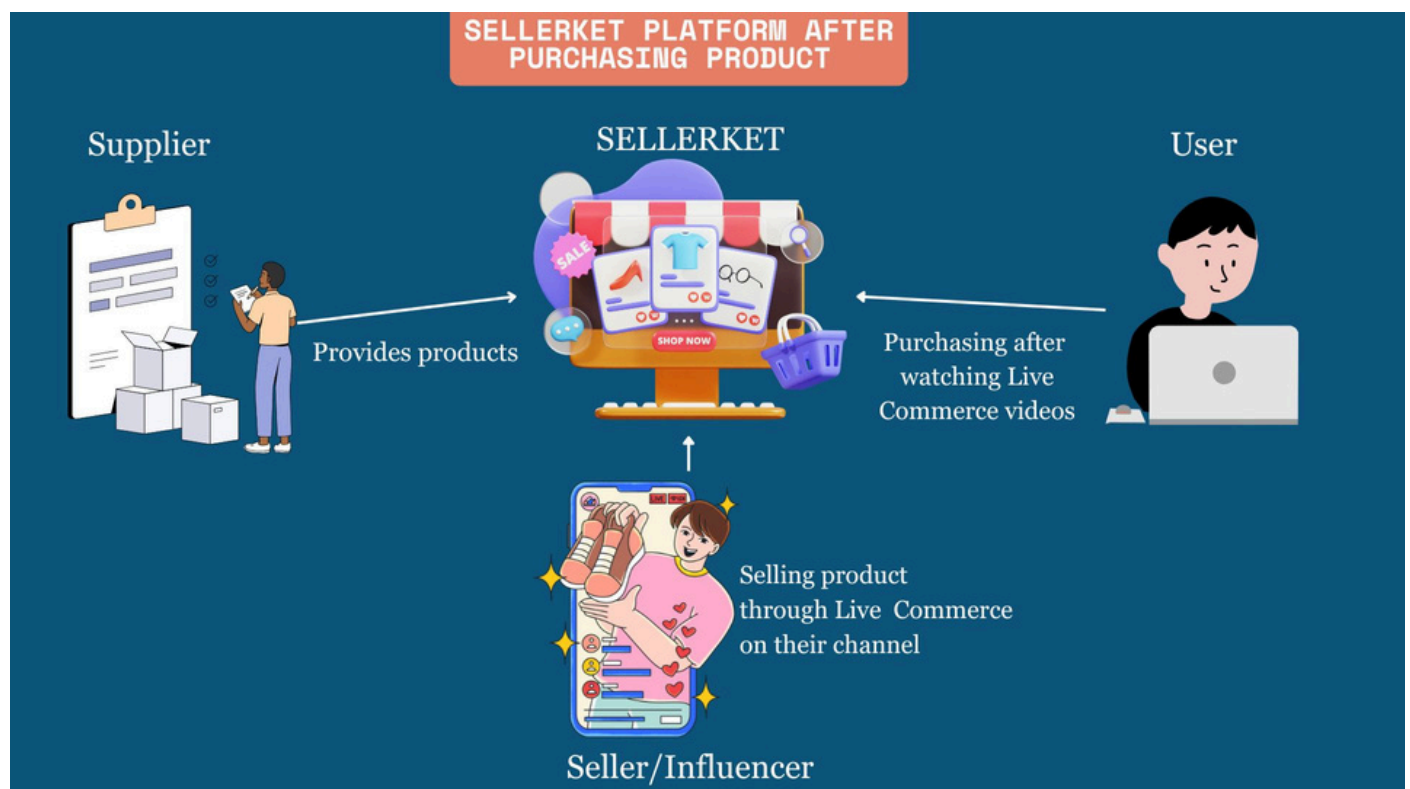 SELLERKET PLATFORM AFTER
PURCHASING PRODUCT
Supplier
SELLERKET
User
SALE
SHOP NOW
Provides products
Purchasing after
watching Live
Commerce videos
LIVE
Selling product
through Live Commerce
on their channel
Seller/Influencer